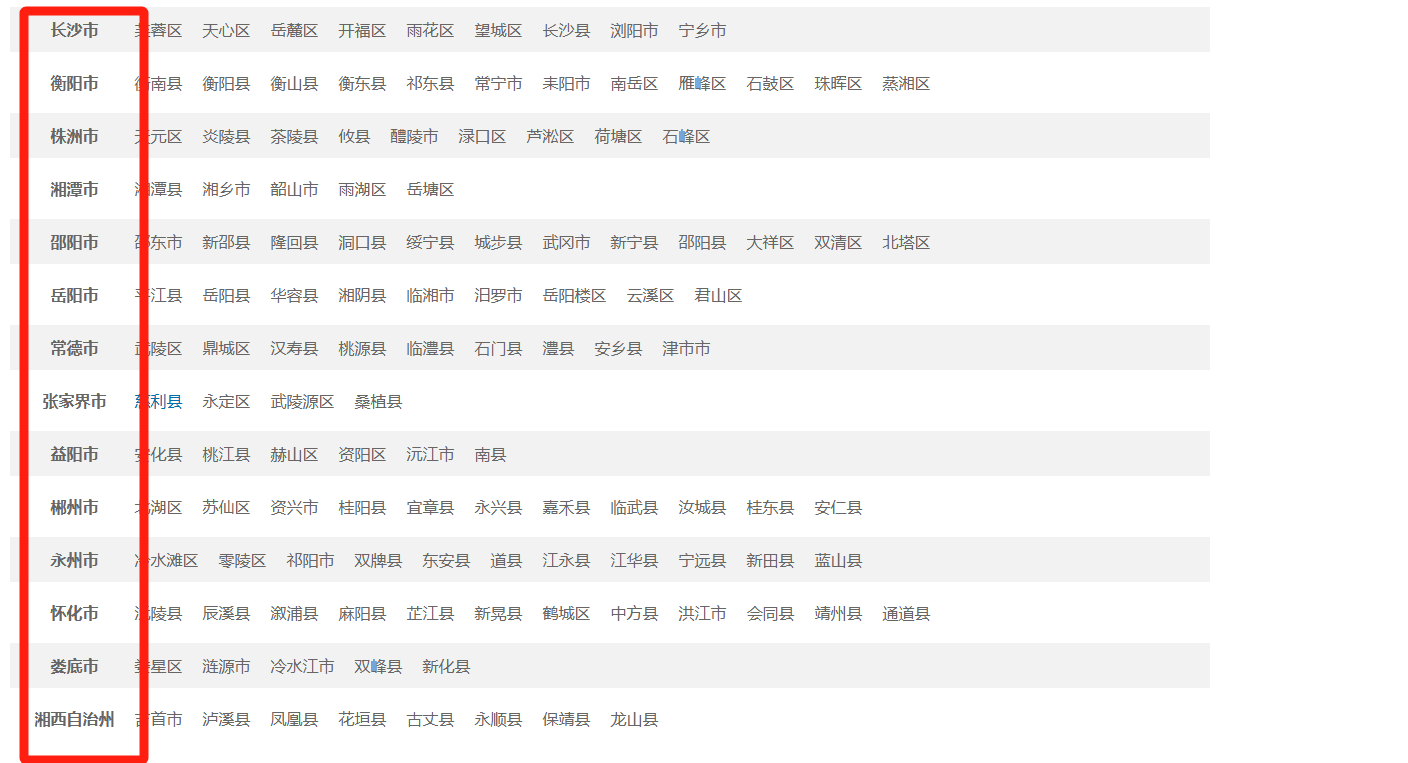 长沙市 芙蓉区 天心区 岳麓区 开福区 雨花区 望城区 长沙县 浏阳市 宁乡市
衡阳市 衡南县 衡阳县 衡山县 衡东县 祁东县 常宁市 耒阳市 南岳区 雁峰区 石鼓区 珠晖区 蒸湘区
株洲市 天元区 炎陵县 茶陵县 攸县 醴陵市 渌口区 芦淞区 荷塘区 石峰区
湘潭市 湘潭县 湘乡市 韶山市 雨湖区 岳塘区
邵阳市 邵东市 新邵县 隆回县 洞口县 绥宁县 城步县 武冈市 新宁县 邵阳县 大祥区 双清区 北塔区
岳阳市 平江县 岳阳县 华容县 湘阴县 临湘市 汨罗市 岳阳楼区 云溪区 君山区
常德市 武陵区 鼎城区 汉寿县 桃源县 临澧县 石门县 澧县 安乡县 津市市
张家界市 慈利县 永定区 武陵源区 桑植县
益阳市 安化县 桃江县 赫山区 资阳区 沅江市 南县
郴州市 北湖区 苏仙区 资兴市 桂阳县 宜章县 永兴县 嘉禾县 临武县 汝城县 桂东县 安仁县
永州市 冷水滩区 零陵区 祁阳市 双牌县 东安县 道县 江永县 江华县 宁远县 新田县 蓝山县
怀化市 沅陵县 辰溪县 溆浦县 麻阳县 芷江县 新晃县 鹤城区 中方县 洪江市 会同县 靖州县 通道县
娄底市 娄星区 涟源市 冷水江市 双峰县 新化县
湘西自治州 吉首市 泸溪县 凤凰县 花垣县 古丈县 永顺县 保靖县 龙山县